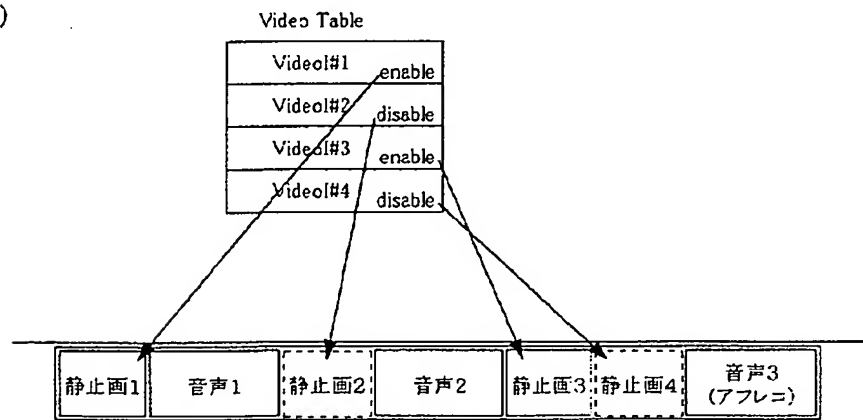 )
Video Table
VideoI#1 enable
VideoI#2 disable
VideoI#3 enable
VideoI#4 disable
静止画1 音声1 静止画2 音声2 静止画3 静止画4 音声3
(アフレコ)